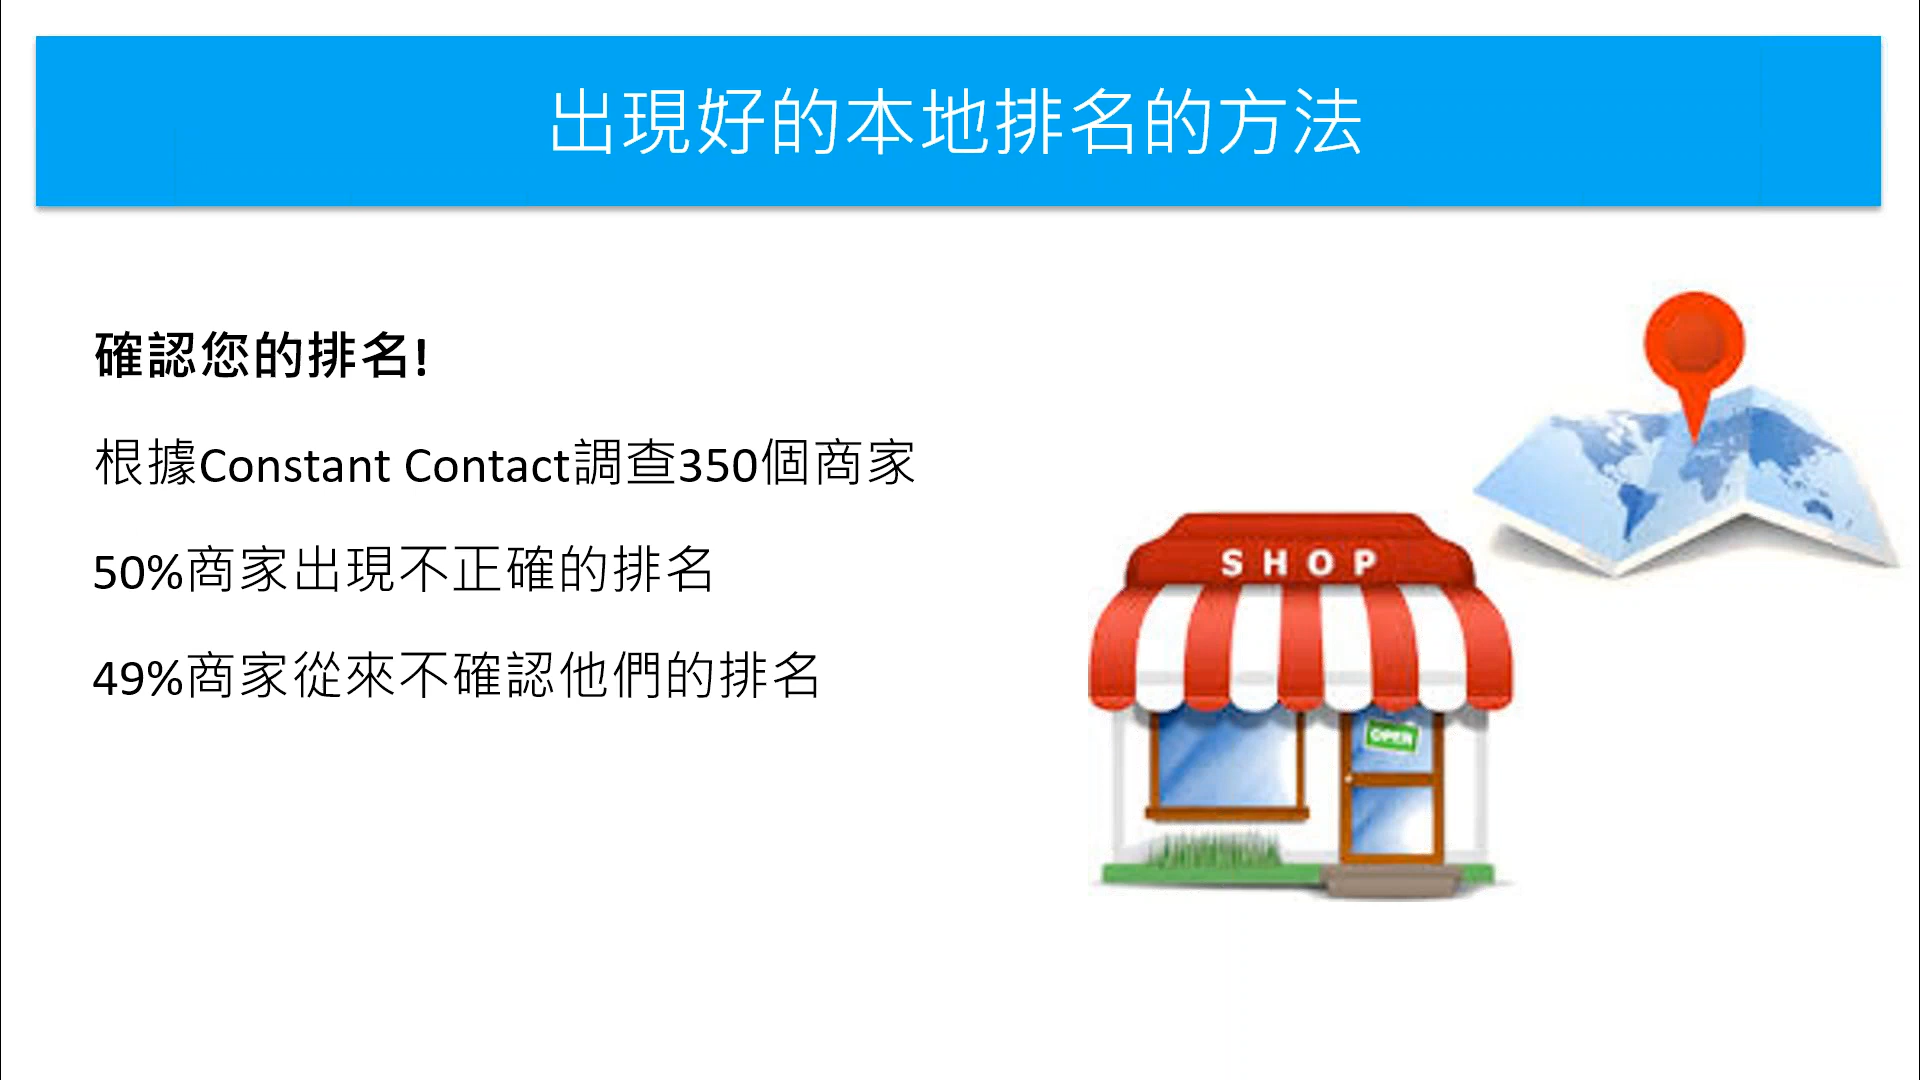 出現好的本地排名的方法
確認您的排名!
根據Constant Contact調查350個商家
50%商家出現不正確的排名
49%商家從來不確認他們的排名
SHOP
OPEN